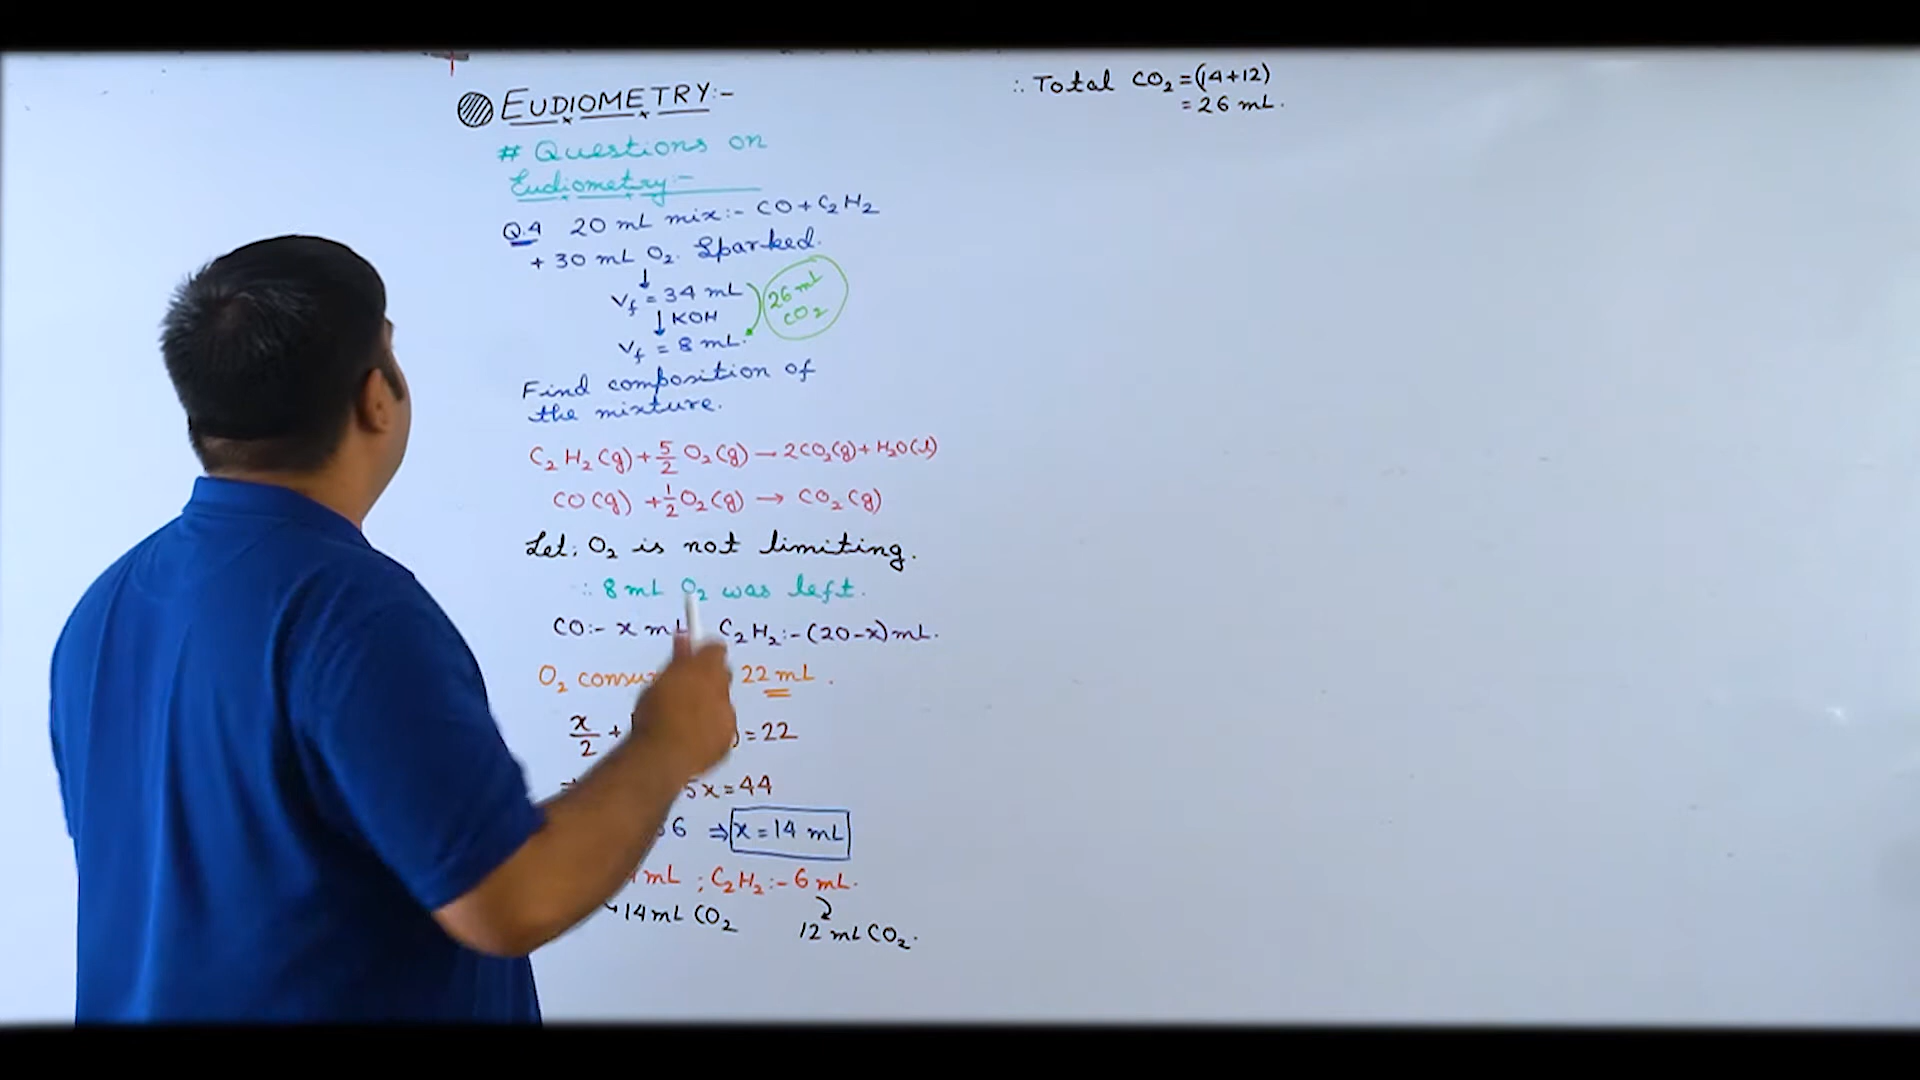 EUDIOMETRY:-
# Questions on
Eudiometry:-
Q.4 20 mL mix:- CO + C₂H₂
+ 30 mL O₂. Sparked.
↓
V_f = 34 mL
↓ KOH
V_f = 8 mL.
26 mL
CO₂
Find composition of
the mixture.
C₂H₂(g) + 5/2 O₂(g) → 2CO₂(g) + H₂O(l)
CO(g) + 1/2 O₂(g) → CO₂(g)
Let; O₂ is not limiting.
∴ 8 mL O₂ was left.
CO:- x mL C₂H₂:- (20-x) mL.
O₂ 22 mL.
x/2 + = 22
5x = 44
6 ⇒ x = 14 mL
mL ; C₂H₂:- 6 mL.
14 mL CO₂ 12 mL CO₂.
∴ Total CO₂ = (14+12)
= 26 mL.